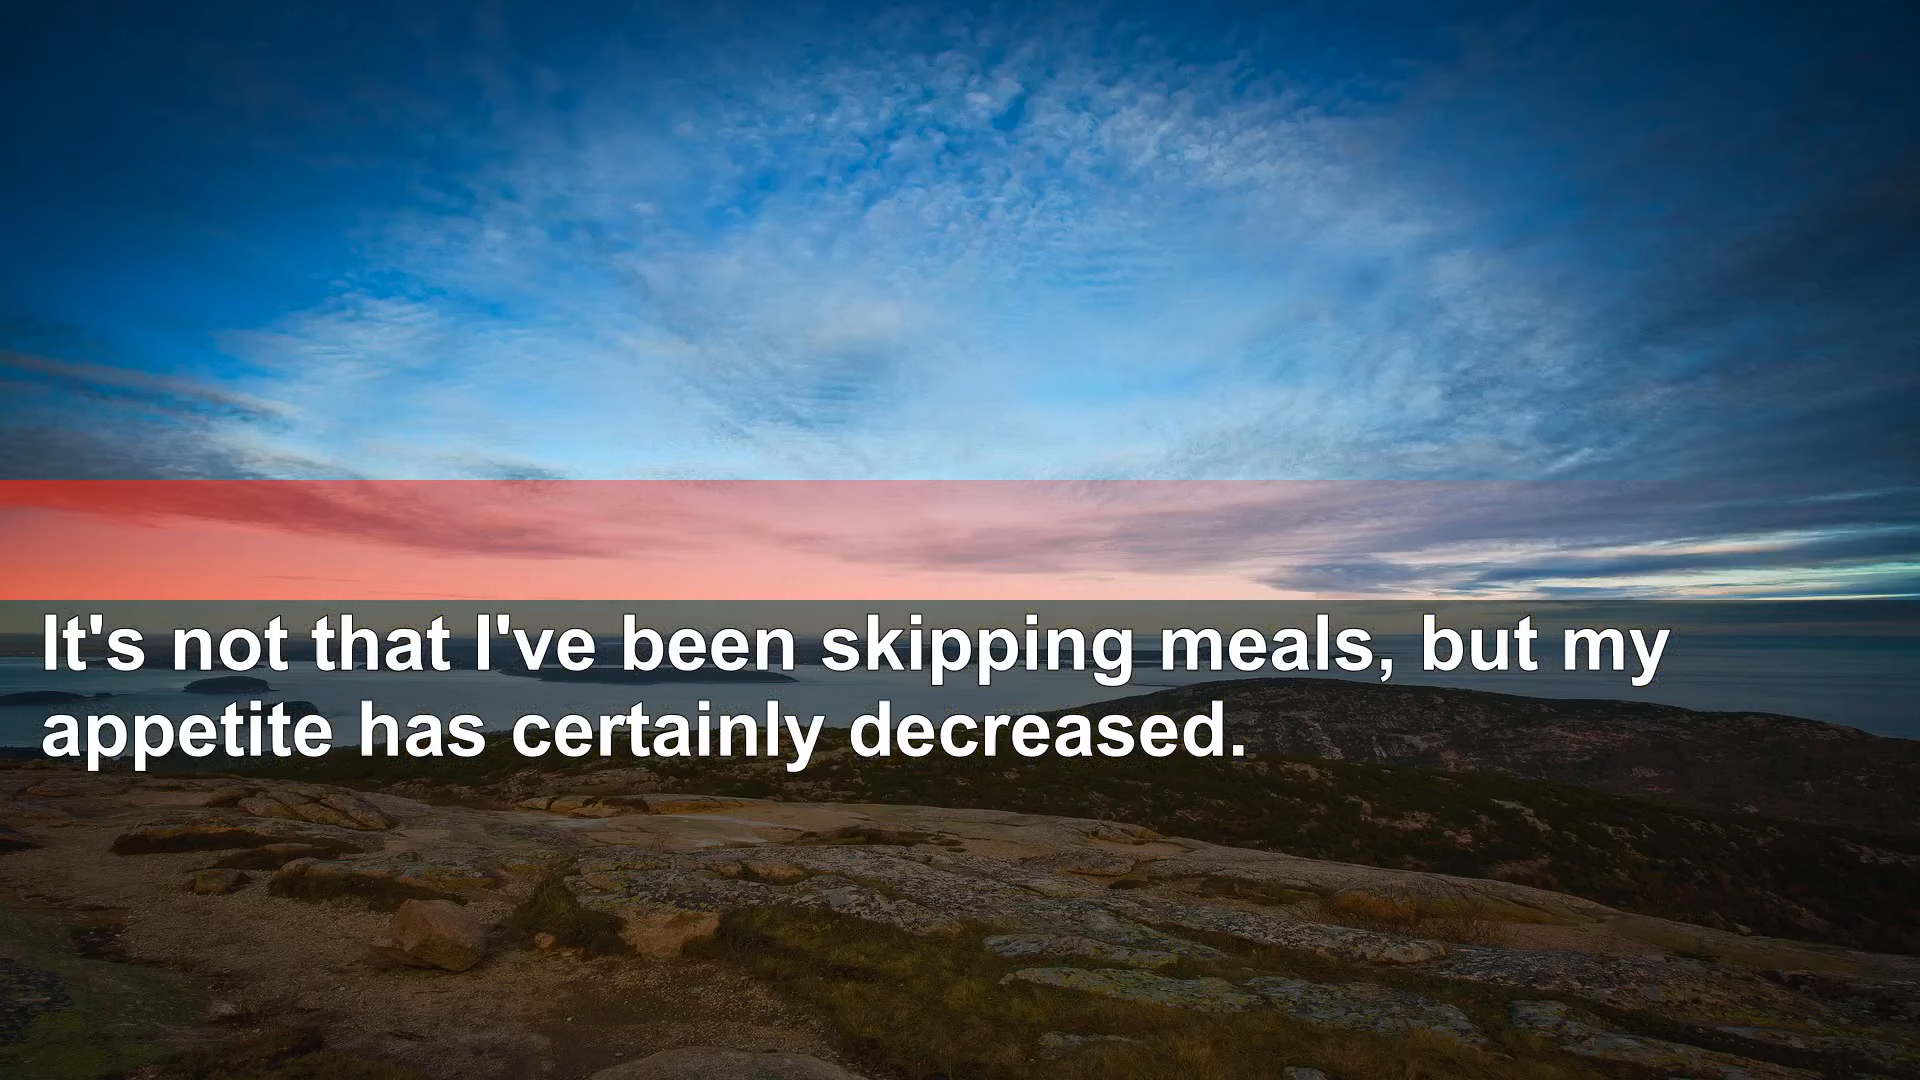 It's not that I've been skipping meals, but my
appetite has certainly decreased.